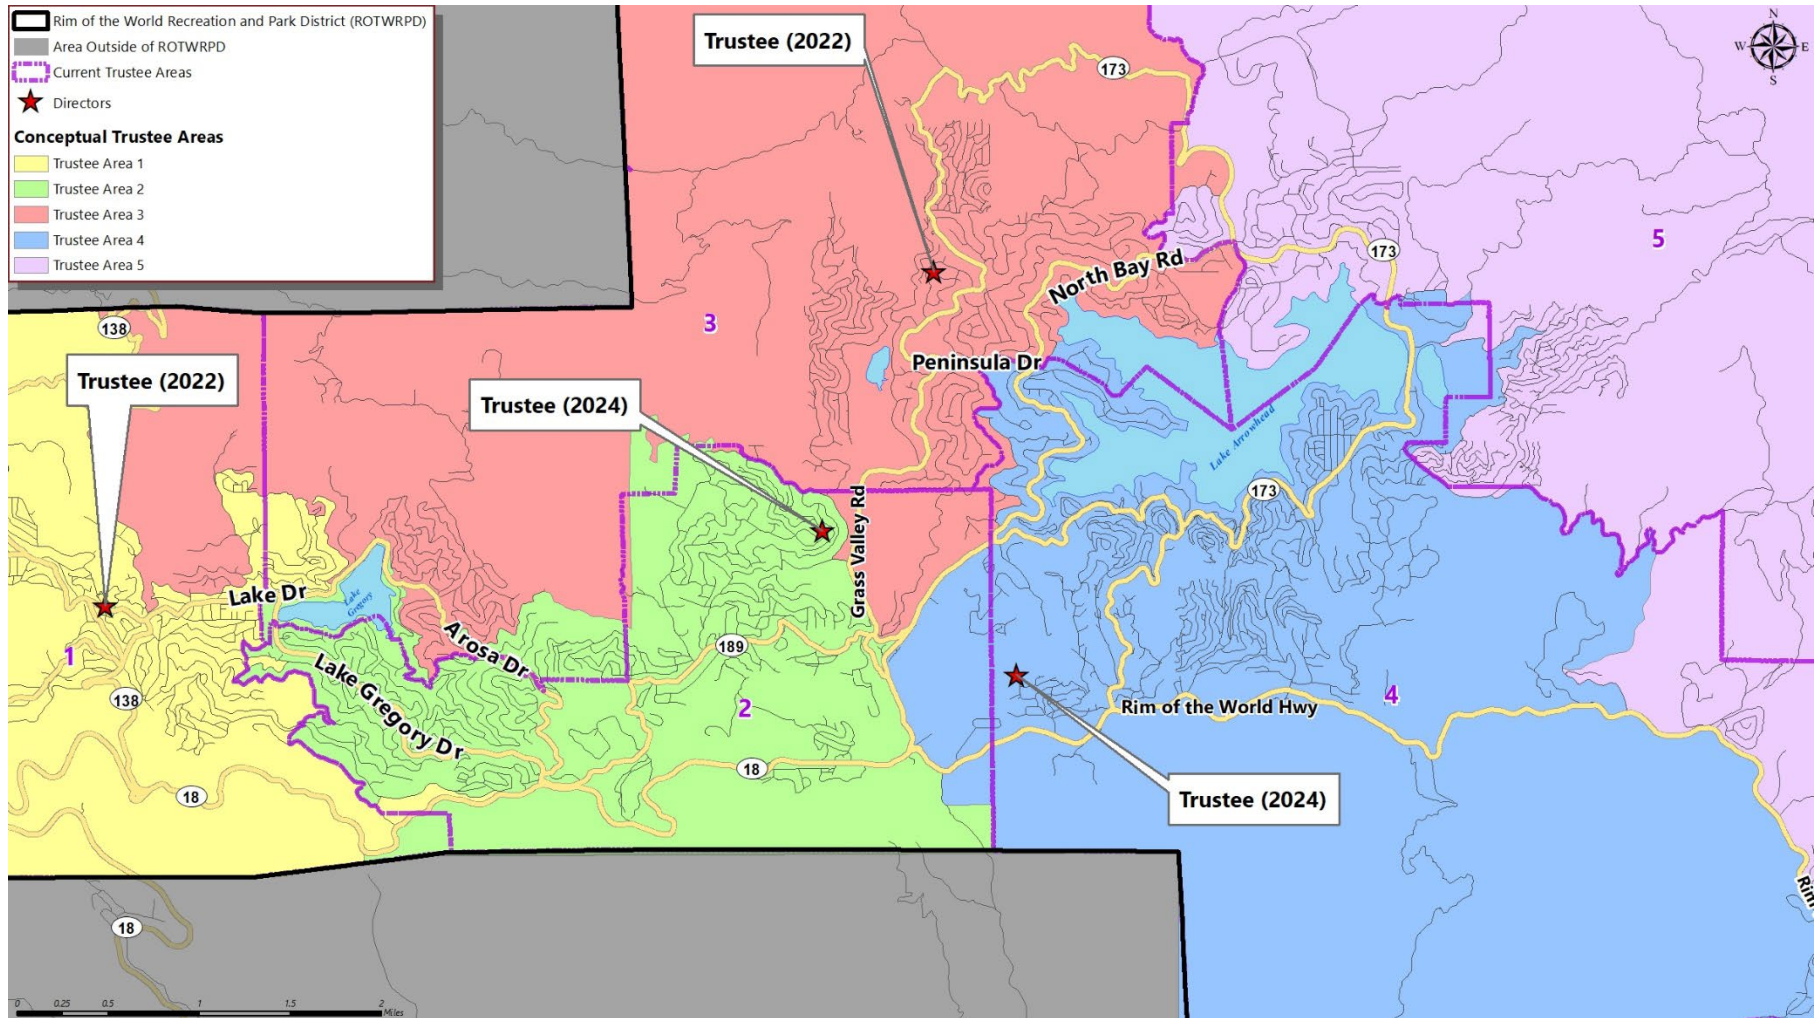 Rim of the World Recreation and Park District (ROTWRPD)
Area Outside of ROTWRPD
Current Trustee Areas
Directors
Conceptual Trustee Areas
Trustee Area 1
Trustee Area 2
Trustee Area 3
Trustee Area 4
Trustee Area 5
Trustee (2022)
N
W E
S
173
5
North Bay Rd
173
3
138
Peninsula Dr
Trustee (2022)
Trustee (2024)
Lake Arrowhead
173
Grass Valley Rd
Lake Dr
Lake Gregory
Arosa Dr
189
1
Lake Gregory Dr
138
2
4
Rim of the World Hwy
18
18
Trustee (2024)
Rim
18
0 0.25 0.5 1 1.5 2
Miles